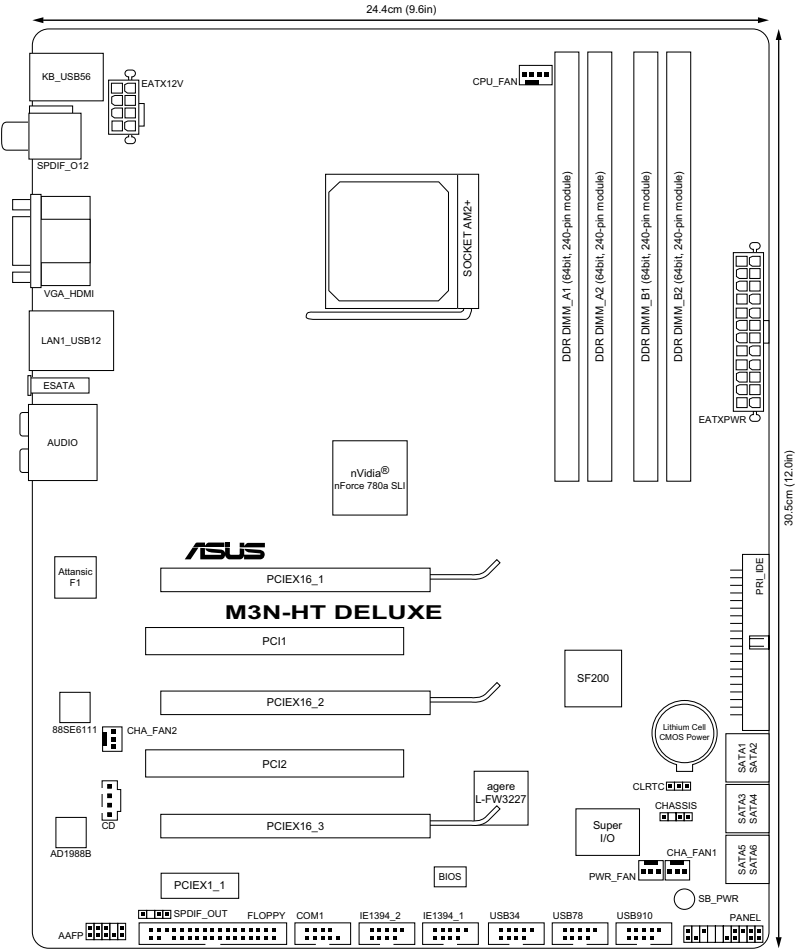 24.4cm (9.6in)
KB_USB56
EATX12V
CPU_FAN
SPDIF_O12
SOCKET AM2+
DDR DIMM_A1 (64bit, 240-pin module)
DDR DIMM_A2 (64bit, 240-pin module)
DDR DIMM_B1 (64bit, 240-pin module)
DDR DIMM_B2 (64bit, 240-pin module)
VGA_HDMI
LAN1_USB12
ESATA
EATXPWR
AUDIO
nVidia®
nForce 780a SLI
30.5cm (12.0in)
ASUS
Attansic
F1
PCIEX16_1
PRI_IDE
M3N-HT DELUXE
PCI1
SF200
PCIEX16_2
88SE6111
CHA_FAN2
Lithium Cell
CMOS Power
SATA1
SATA2
PCI2
agere
L-FW3227
CLRTC
CHASSIS
SATA3
SATA4
CD
PCIEX16_3
Super
I/O
AD1988B
CHA_FAN1
SATA5
SATA6
PWR_FAN
PCIEX1_1
BIOS
SB_PWR
SPDIF_OUT
FLOPPY
COM1
IE1394_2
IE1394_1
USB34
USB78
USB910
PANEL
AAFP